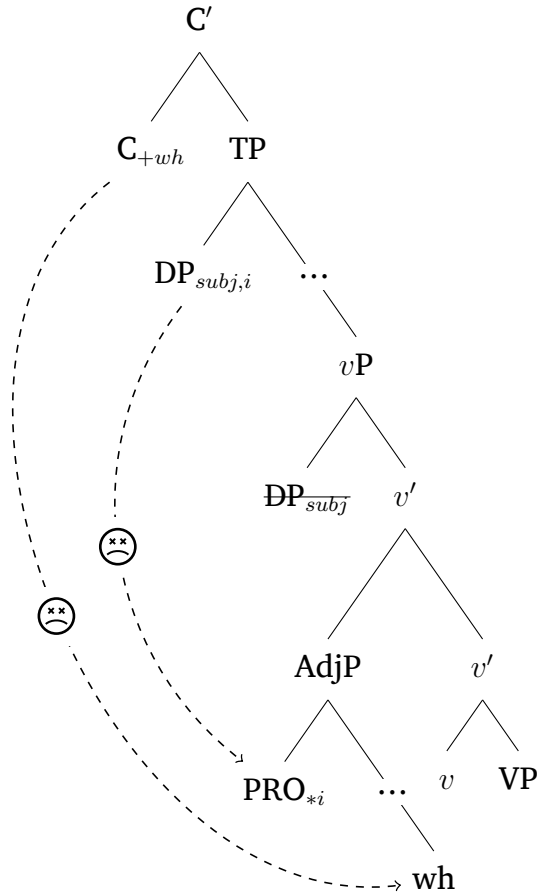 C′
C+wh TP
DPsubj,i ...
vP
DPsubj v′
AdjP v′
PRO*i ... v VP
wh